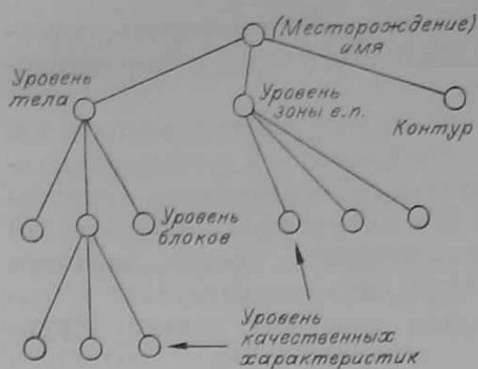 (Месторождение)
имя
Уровень
тела
Уровень
зоны в.п.
Контур
Уровень
блоков
Уровень
качественных
характеристик